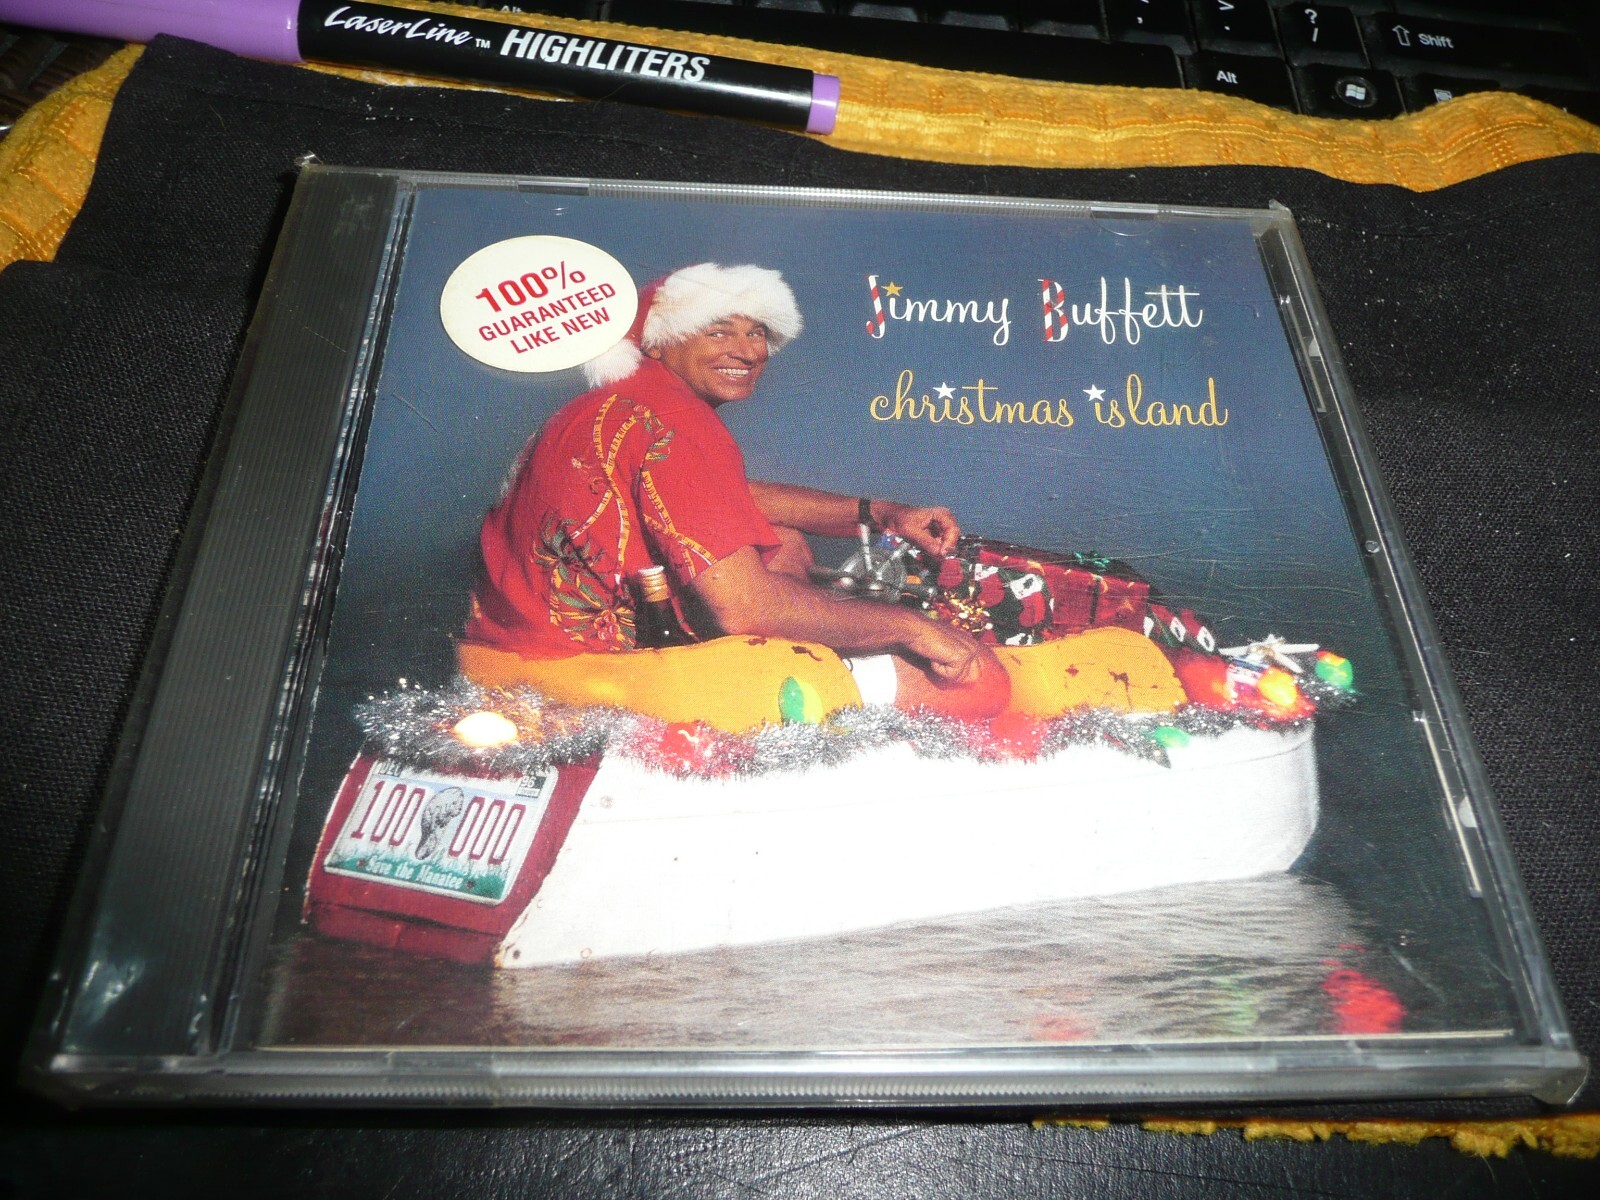 LaserLine™ HIGHLITERS
Alt
,
>
.
?
/
⇧ Shift
Alt
100%
GUARANTEED
LIKE NEW
Jimmy Buffett
christmas island
100 000
Save the Manatee